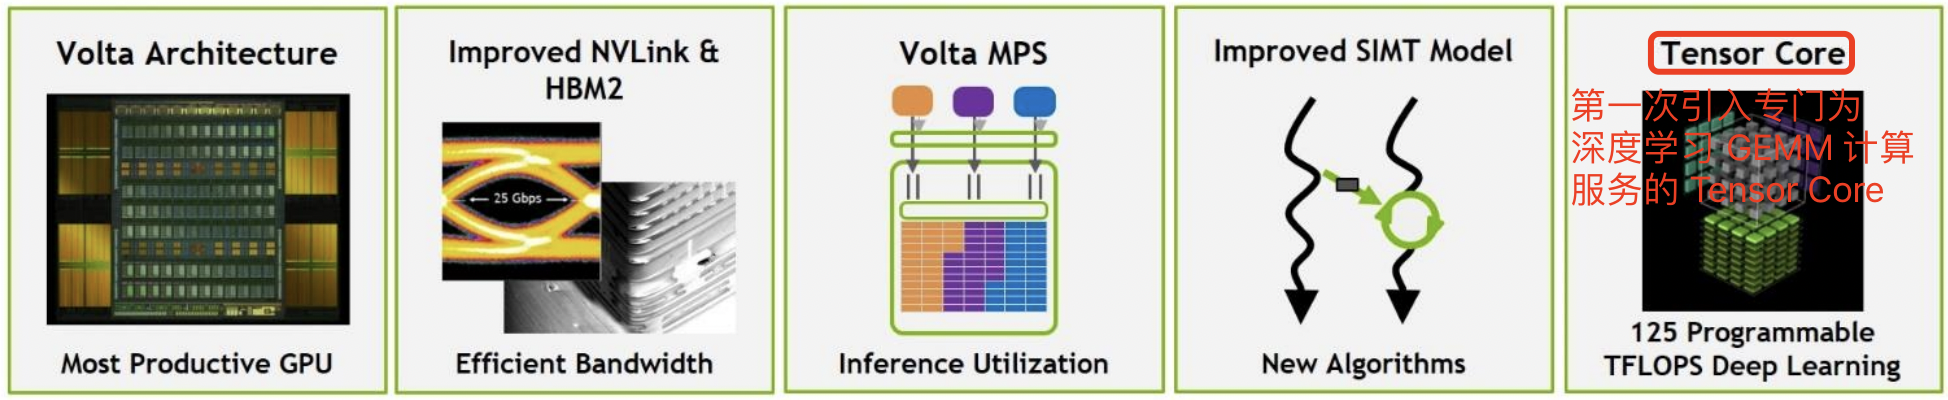 Volta Architecture
Most Productive GPU
Improved NVLink &
HBM2
25 Gbps
Efficient Bandwidth
Volta MPS
Inference Utilization
Improved SIMT Model
New Algorithms
Tensor Core
第一次引入专门为
深度学习 GEMM 计算
服务的 Tensor Core
125 Programmable
TFLOPS Deep Learning